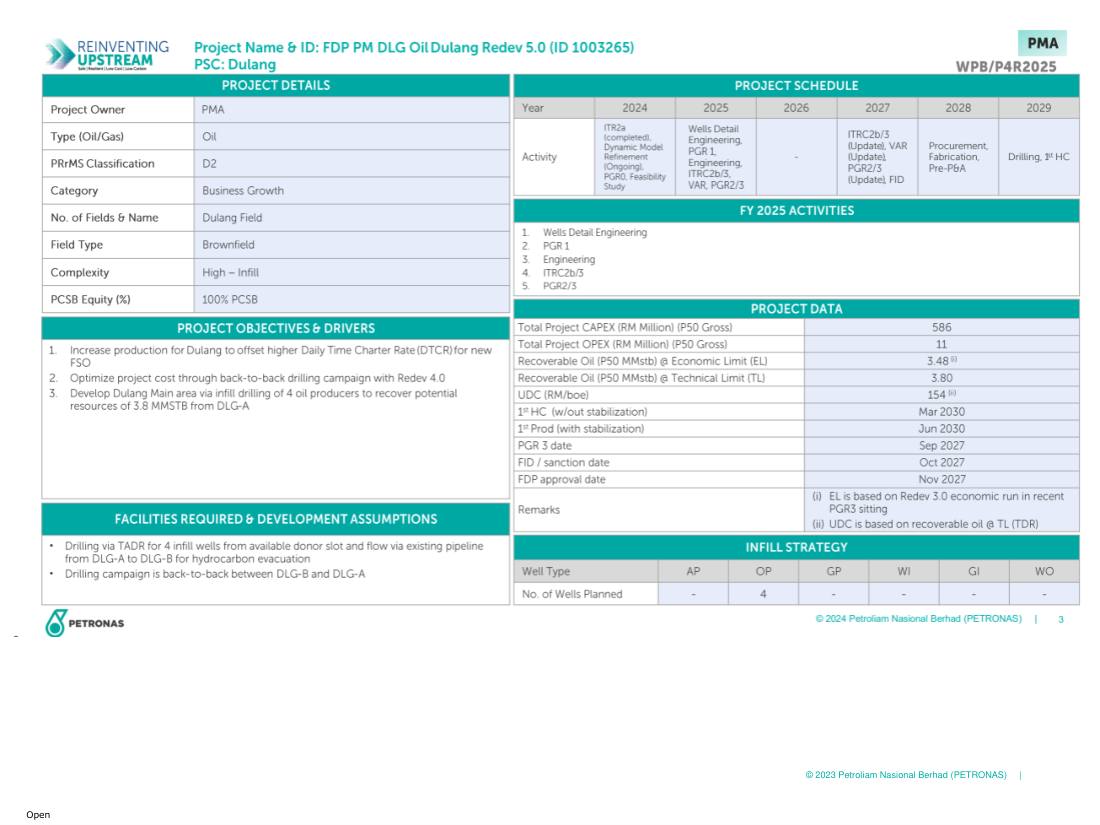 REINVENTING
UPSTREAM
Safe | Resilient | Low Cost | Low Carbon
Project Name & ID: FDP PM DLG Oil Dulang Redev 5.0 (ID 1003265)
PSC: Dulang
PMA
WPB/P4R2025
PROJECT DETAILS
Project Owner PMA
Type (Oil/Gas) Oil
PRrMS Classification D2
Category Business Growth
No. of Fields & Name Dulang Field
Field Type Brownfield
Complexity High – Infill
PCSB Equity (%) 100% PCSB
PROJECT OBJECTIVES & DRIVERS
1. Increase production for Dulang to offset higher Daily Time Charter Rate (DTCR) for new
FSO
2. Optimize project cost through back-to-back drilling campaign with Redev 4.0
3. Develop Dulang Main area via infill drilling of 4 oil producers to recover potential
resources of 3.8 MMSTB from DLG-A
FACILITIES REQUIRED & DEVELOPMENT ASSUMPTIONS
• Drilling via TADR for 4 infill wells from available donor slot and flow via existing pipeline
from DLG-A to DLG-B for hydrocarbon evacuation
• Drilling campaign is back-to-back between DLG-B and DLG-A
PROJECT SCHEDULE
Year 2024 2025 2026 2027 2028 2029
Activity
ITR2a
(completed),
Dynamic Model
Refinement
(Ongoing),
PGR0, Feasibility
Study
Wells Detail
Engineering,
PGR 1,
Engineering,
ITRC2b/3,
VAR, PGR2/3
-
ITRC2b/3
(Update), VAR
(Update),
PGR2/3
(Update), FID
Procurement,
Fabrication,
Pre-P&A
Drilling, 1st HC
FY 2025 ACTIVITIES
1. Wells Detail Engineering
2. PGR 1
3. Engineering
4. ITRC2b/3
5. PGR2/3
PROJECT DATA
Total Project CAPEX (RM Million) (P50 Gross) 586
Total Project OPEX (RM Million) (P50 Gross) 11
Recoverable Oil (P50 MMstb) @ Economic Limit (EL) 3.48 (i)
Recoverable Oil (P50 MMstb) @ Technical Limit (TL) 3.80
UDC (RM/boe) 154 (ii)
1st HC (w/out stabilization) Mar 2030
1st Prod (with stabilization) Jun 2030
PGR 3 date Sep 2027
FID / sanction date Oct 2027
FDP approval date Nov 2027
Remarks
(i) EL is based on Redev 3.0 economic run in recent
PGR3 sitting
(ii) UDC is based on recoverable oil @ TL (TDR)
INFILL STRATEGY
Well Type AP OP GP WI GI WO
No. of Wells Planned - 4 - - - -
PETRONAS
© 2024 Petroliam Nasional Berhad (PETRONAS) | 3
© 2023 Petroliam Nasional Berhad (PETRONAS) |
Open